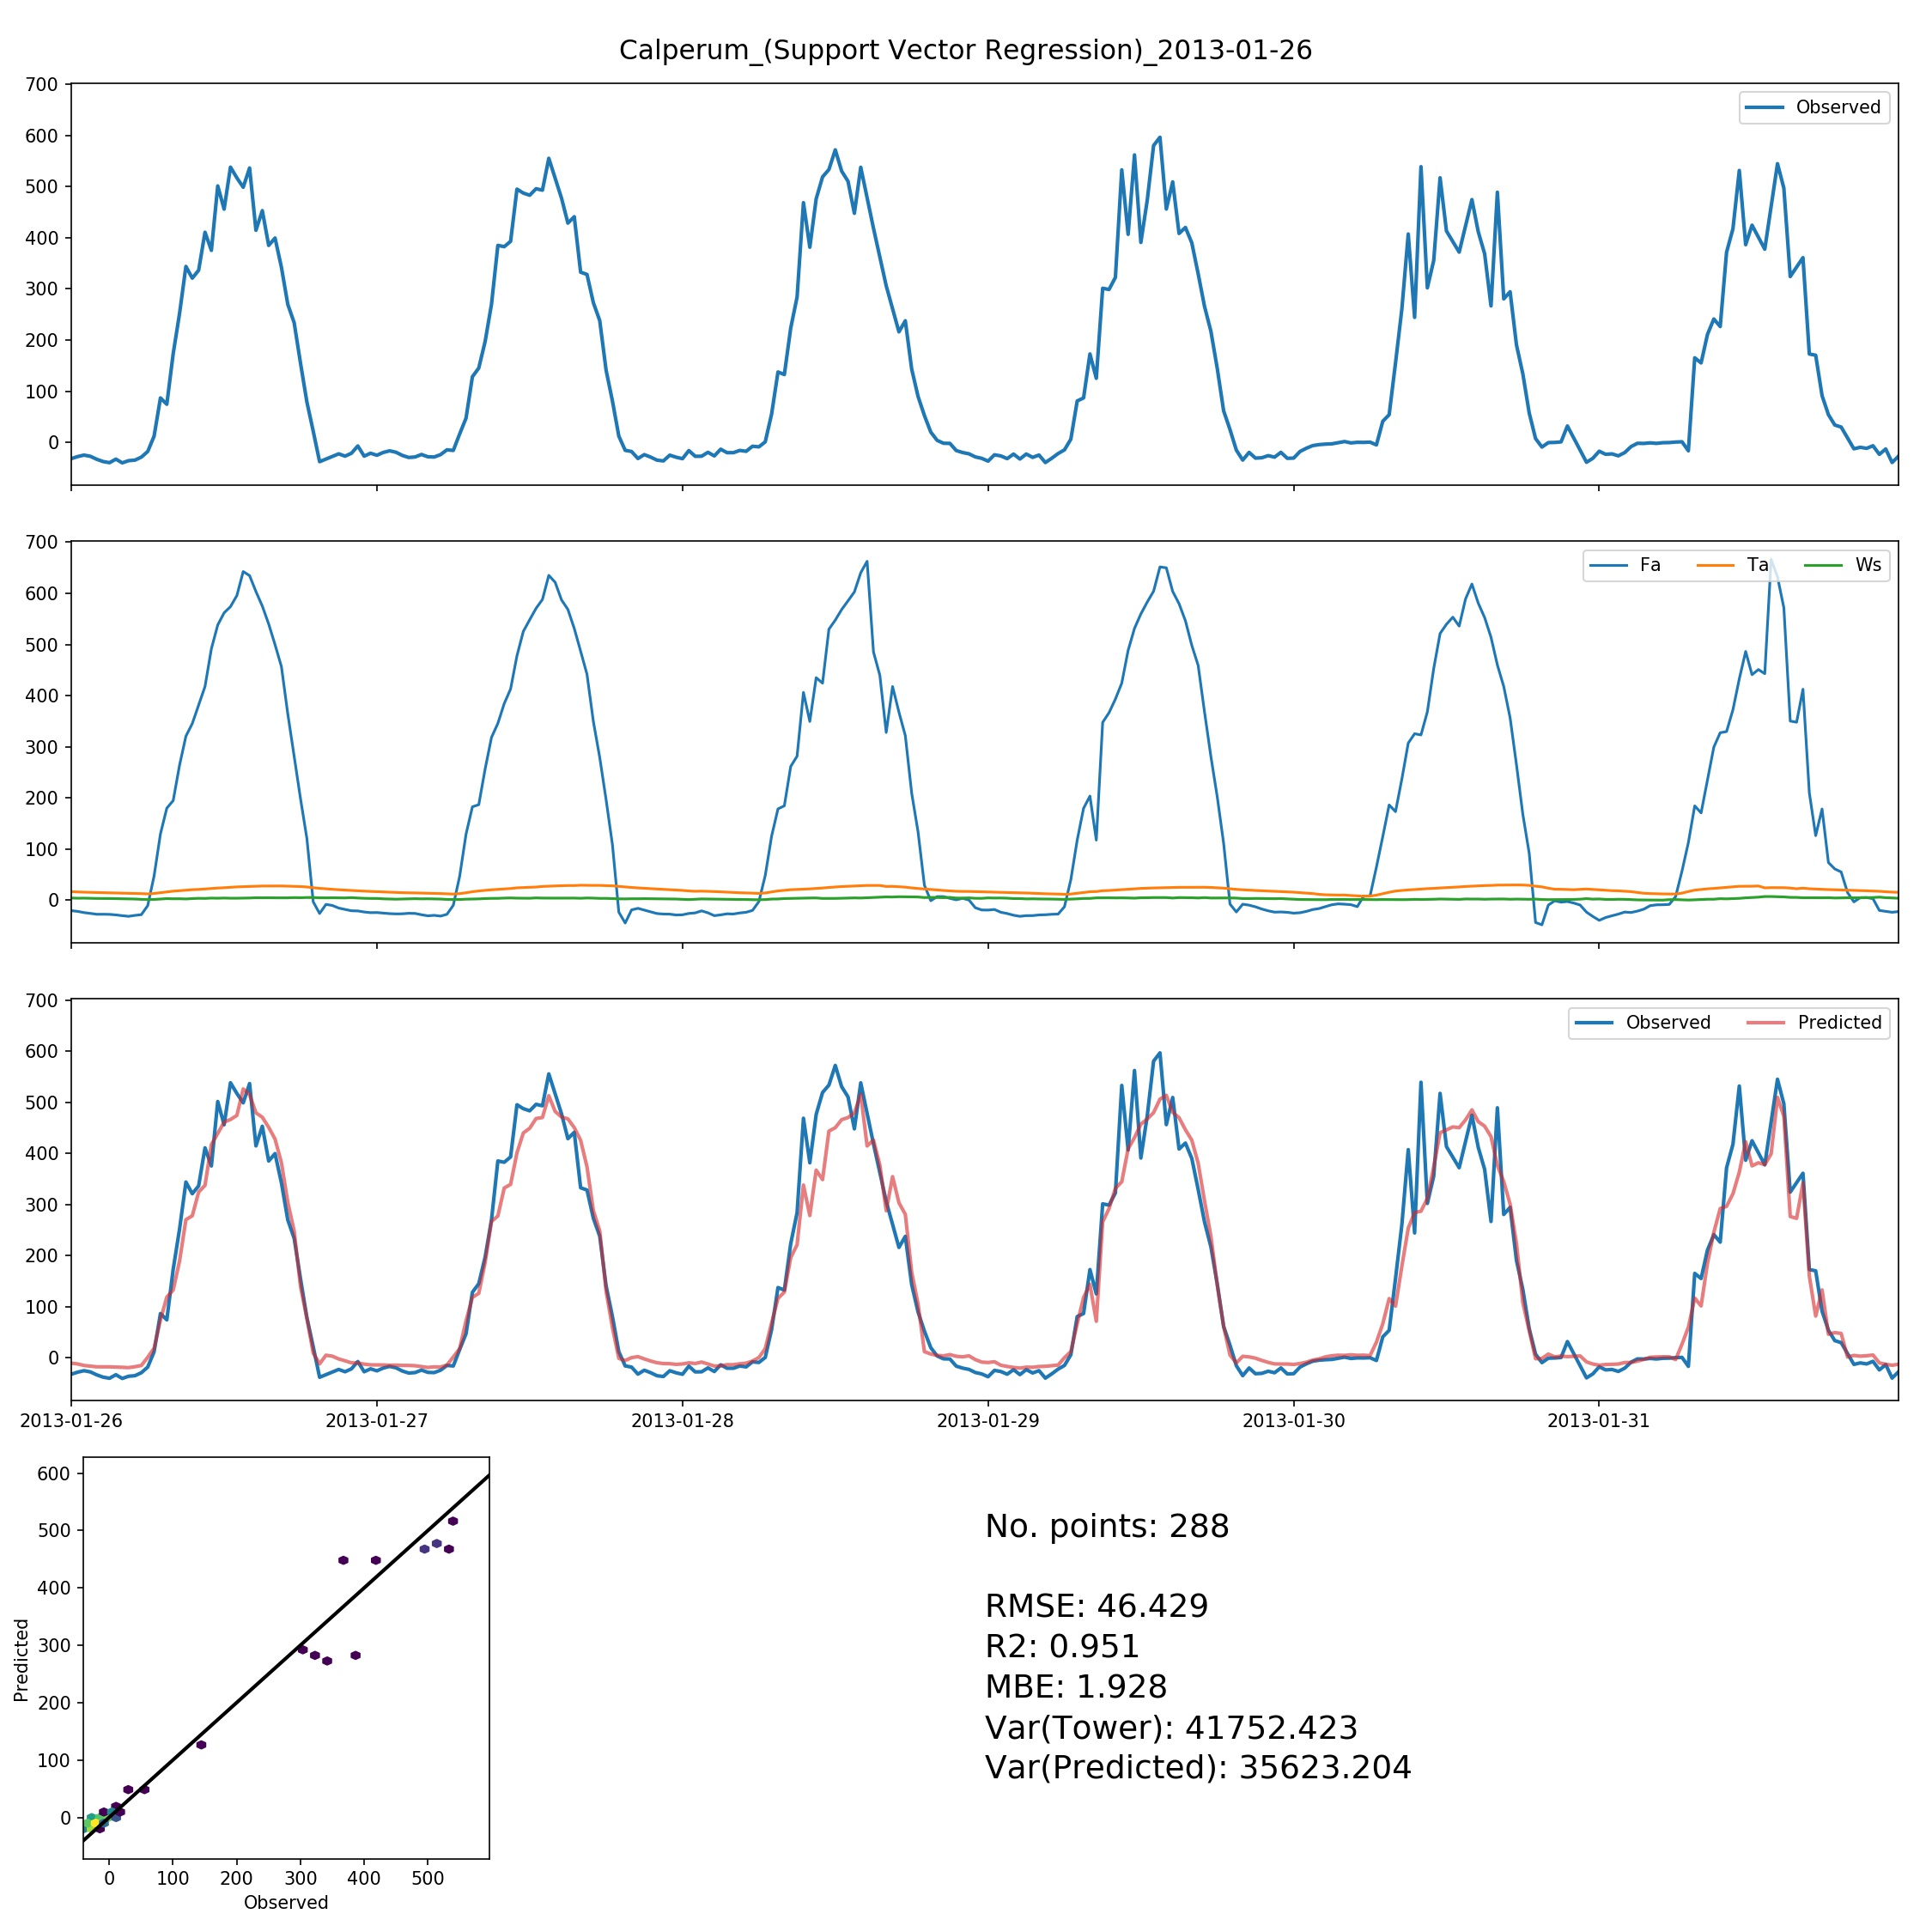 Calperum_(Support Vector Regression)_2013-01-26
700
600
500
400
300
200
100
0
Observed
700
600
500
400
300
200
100
0
Fa Ta Ws
700
600
500
400
300
200
100
0
Observed Predicted
2013-01-26 2013-01-27 2013-01-28 2013-01-29 2013-01-30 2013-01-31
600
500
400
300
200
100
0
Predicted
0 100 200 300 400 500
Observed
No. points: 288
RMSE: 46.429
R2: 0.951
MBE: 1.928
Var(Tower): 41752.423
Var(Predicted): 35623.204